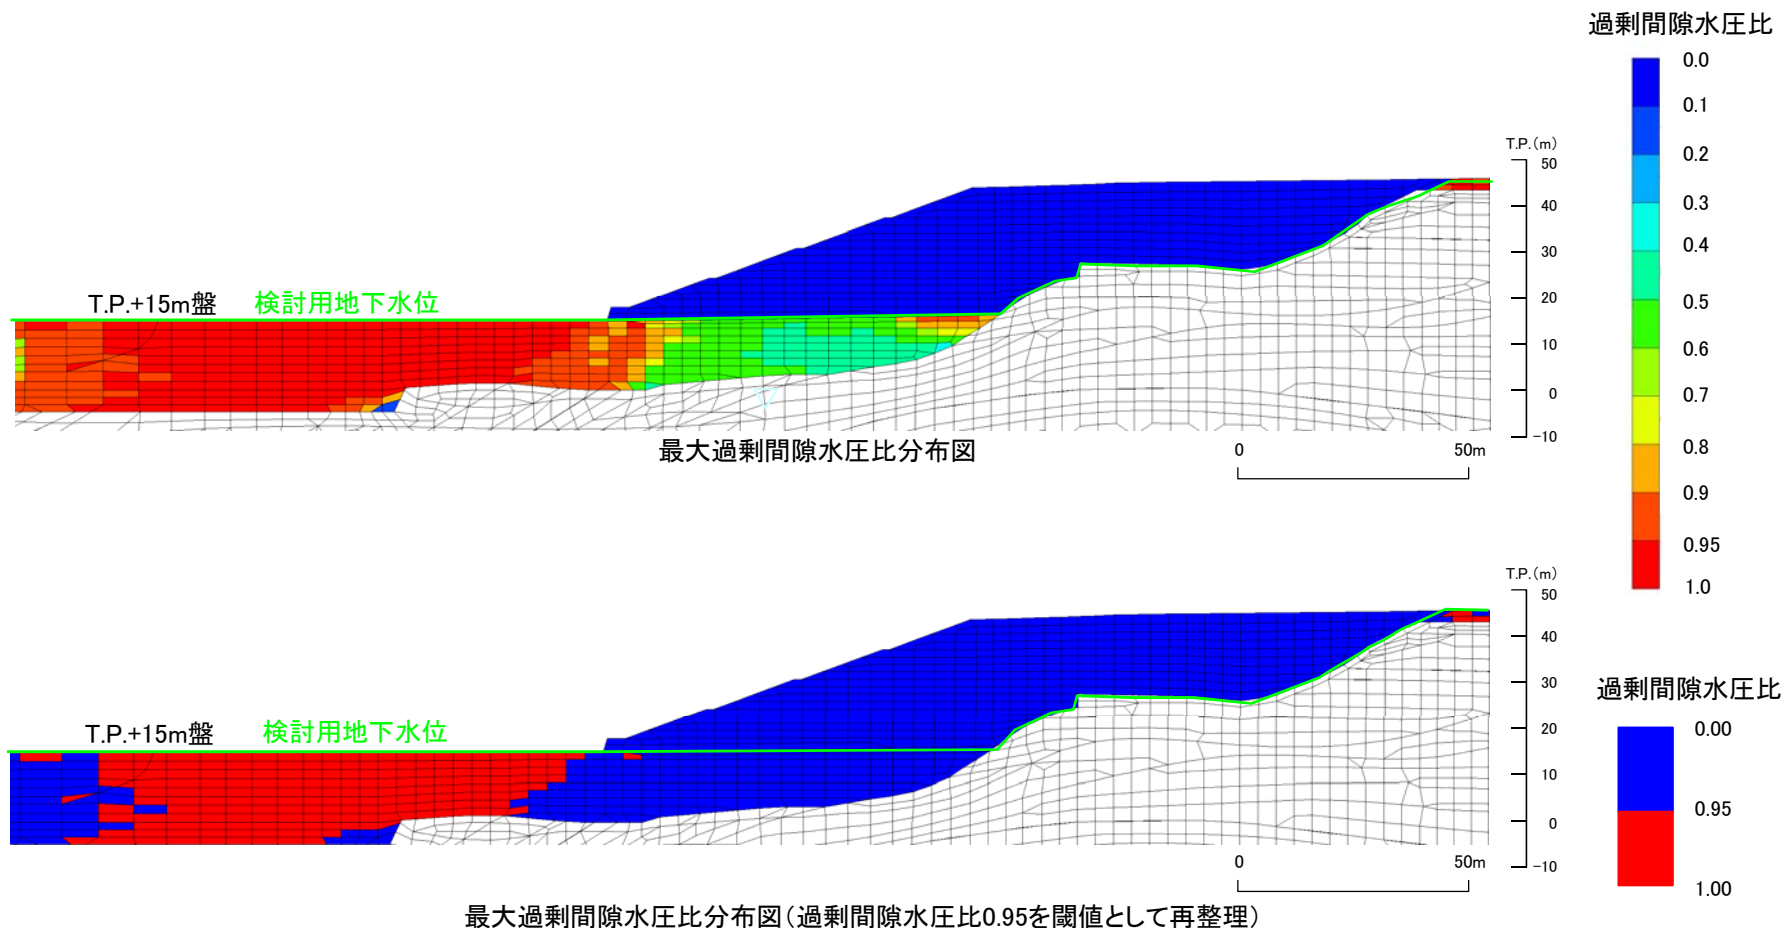 過剰間隙水圧比
0.0
0.1
0.2
0.3
0.4
0.5
0.6
0.7
0.8
0.9
0.95
1.0
T.P.(m)
50
40
30
20
10
0
-10
T.P.+15m盤 検討用地下水位
最大過剰間隙水圧比分布図
0 50m
T.P.(m)
50
40
30
20
10
0
-10
過剰間隙水圧比
0.00
0.95
1.00
T.P.+15m盤 検討用地下水位
0 50m
最大過剰間隙水圧比分布図(過剰間隙水圧比0.95を閾値として再整理)